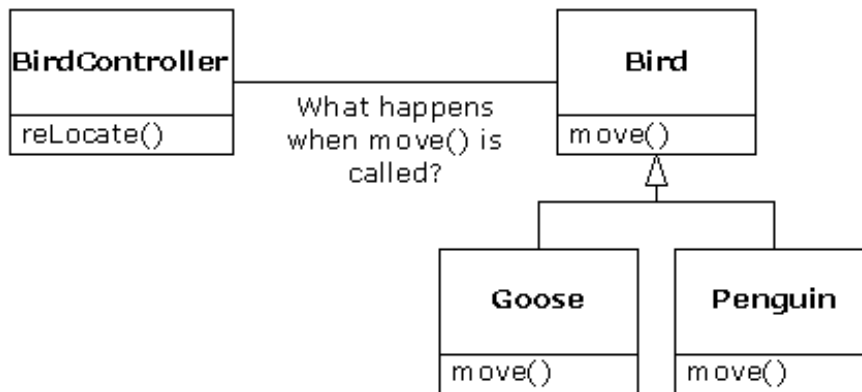 BirdController
reLocate()
What happens
when move() is
called?
Bird
move()
Goose
move()
Penguin
move()